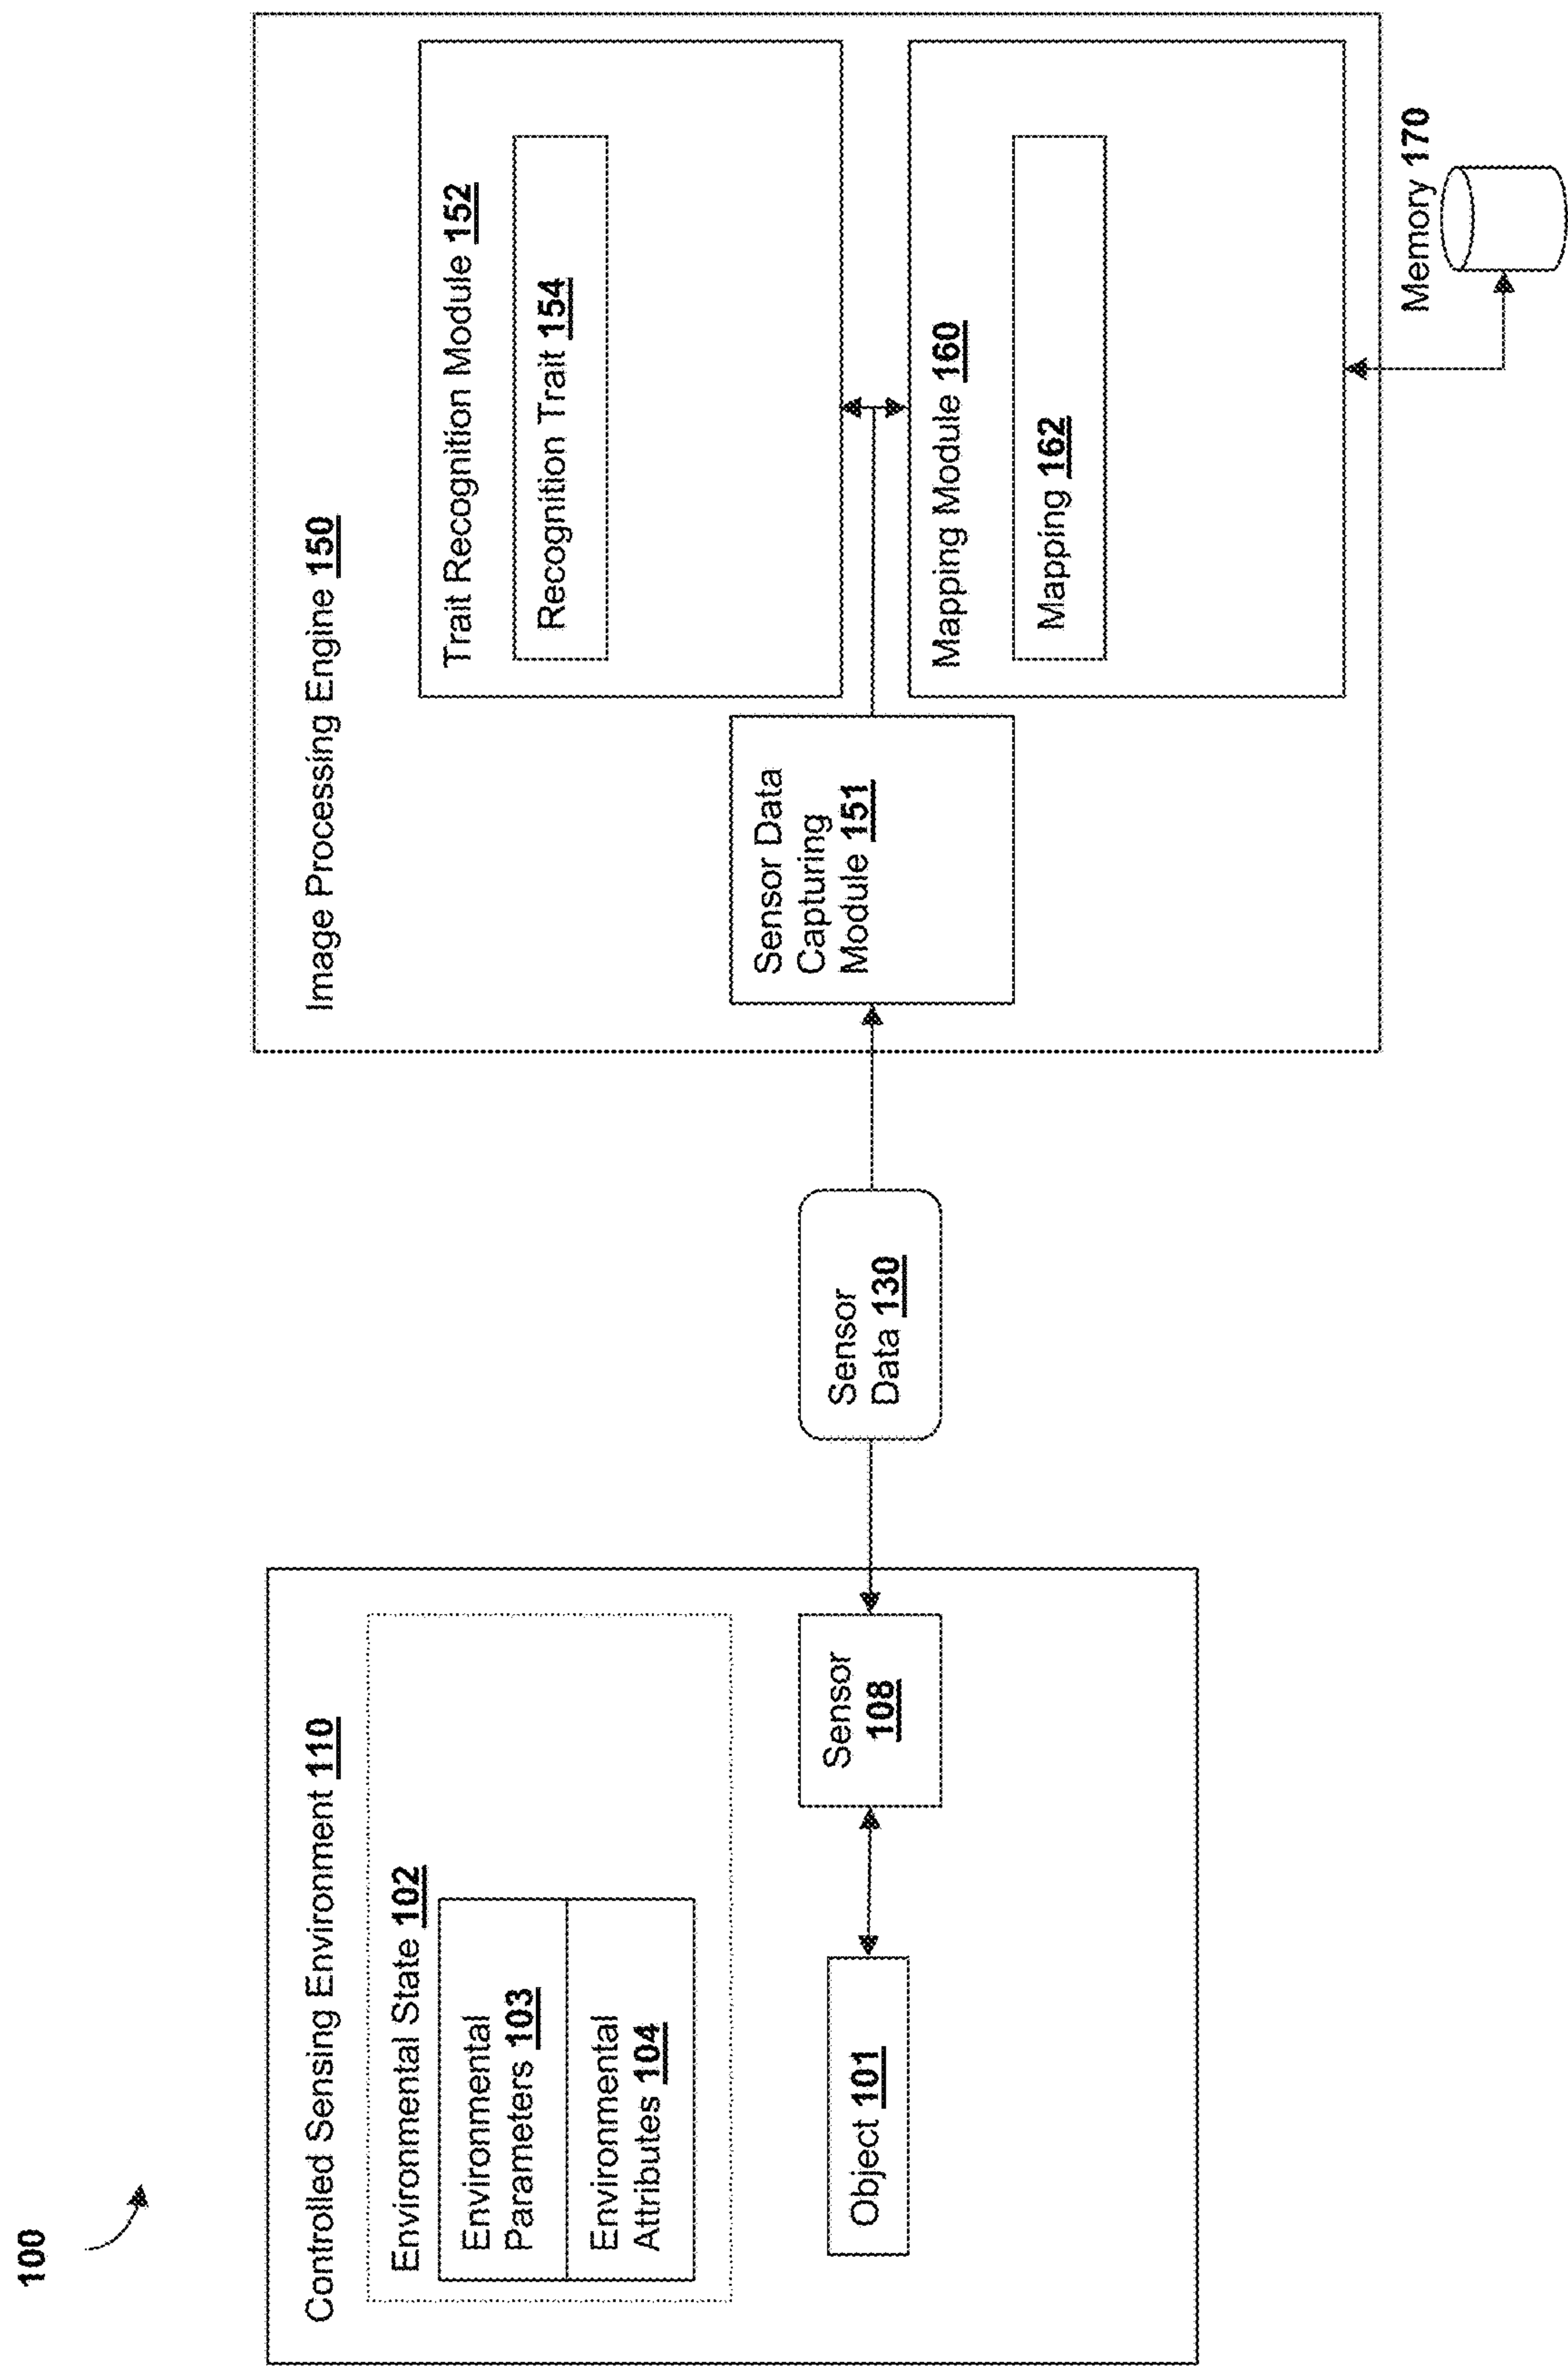 100
Controlled Sensing Environment 110
Environmental State 102
Environmental
Parameters 103
Environmental
Attributes 104
Object 101
Sensor
108
Sensor
Data 130
Image Processing Engine 150
Sensor Data
Capturing
Module 151
Trait Recognition Module 152
Recognition Trait 154
Mapping Module 160
Mapping 162
Memory 170